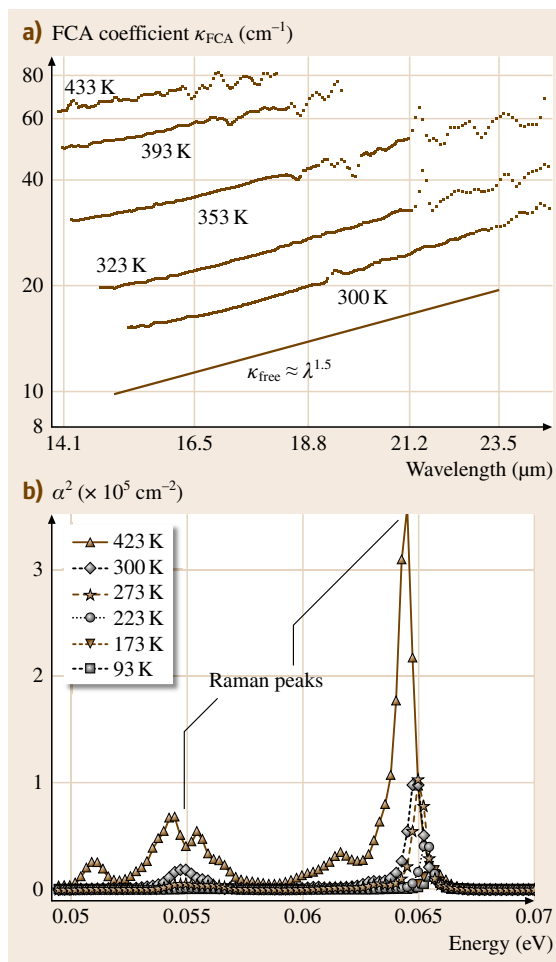 a) FCA coefficient κFCA (cm⁻¹)
80
433 K
60
393 K
40
353 K
323 K
20
300 K
κfree ≈ λ^1.5
10
8
14.1 16.5 18.8 21.2 23.5
Wavelength (μm)
b) α² (× 10⁵ cm⁻²)
423 K
300 K
273 K
223 K
173 K
93 K
3
Raman peaks
2
1
0
0.05 0.055 0.06 0.065 0.07
Energy (eV)